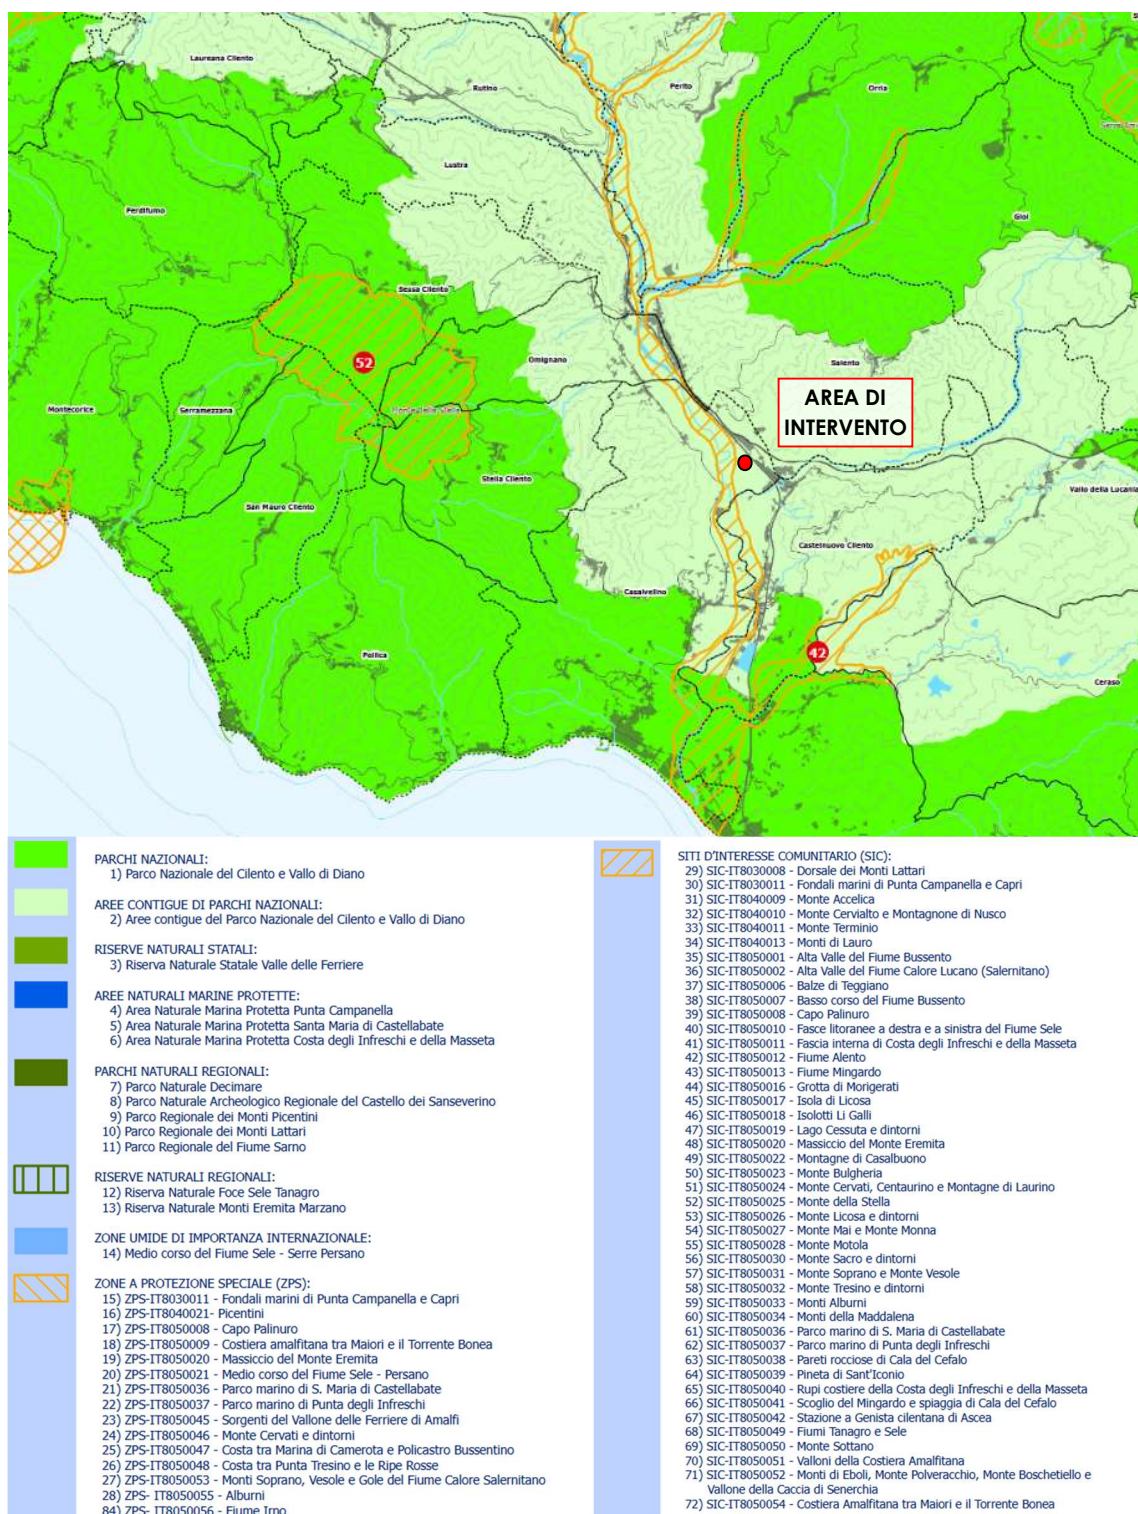 Laureana Cilento
Rutino
Perito
Orria
Lustra
Perdifumo
Gioi
Sessa Cilento
Omignano
Salento
52
AREA DI
INTERVENTO
Montecorice
Serramezzana
Monte della Stella
Stella Cilento
Vallo della Lucania
San Mauro Cilento
Castelnuovo Cilento
Casalvelino
Pollica
42
Ceraso
PARCHI NAZIONALI:
1) Parco Nazionale del Cilento e Vallo di Diano
AREE CONTIGUE DI PARCHI NAZIONALI:
2) Aree contigue del Parco Nazionale del Cilento e Vallo di Diano
RISERVE NATURALI STATALI:
3) Riserva Naturale Statale Valle delle Ferriere
AREE NATURALI MARINE PROTETTE:
4) Area Naturale Marina Protetta Punta Campanella
5) Area Naturale Marina Protetta Santa Maria di Castellabate
6) Area Naturale Marina Protetta Costa degli Infreschi e della Masseta
PARCHI NATURALI REGIONALI:
7) Parco Naturale Decimare
8) Parco Naturale Archeologico Regionale del Castello dei Sanseverino
9) Parco Regionale dei Monti Picentini
10) Parco Regionale dei Monti Lattari
11) Parco Regionale del Fiume Sarno
RISERVE NATURALI REGIONALI:
12) Riserva Naturale Foce Sele Tanagro
13) Riserva Naturale Monti Eremita Marzano
ZONE UMIDE DI IMPORTANZA INTERNAZIONALE:
14) Medio corso del Fiume Sele - Serre Persano
ZONE A PROTEZIONE SPECIALE (ZPS):
15) ZPS-IT8030011 - Fondali marini di Punta Campanella e Capri
16) ZPS-IT8040021- Picentini
17) ZPS-IT8050008 - Capo Palinuro
18) ZPS-IT8050009 - Costiera amalfitana tra Maiori e il Torrente Bonea
19) ZPS-IT8050020 - Massiccio del Monte Eremita
20) ZPS-IT8050021 - Medio corso del Fiume Sele - Persano
21) ZPS-IT8050036 - Parco marino di S. Maria di Castellabate
22) ZPS-IT8050037 - Parco marino di Punta degli Infreschi
23) ZPS-IT8050045 - Sorgenti del Vallone delle Ferriere di Amalfi
24) ZPS-IT8050046 - Monte Cervati e dintorni
25) ZPS-IT8050047 - Costa tra Marina di Camerota e Policastro Bussentino
26) ZPS-IT8050048 - Costa tra Punta Tresino e le Ripe Rosse
27) ZPS-IT8050053 - Monti Soprano, Vesole e Gole del Fiume Calore Salernitano
28) ZPS- IT8050055 - Alburni
84) ZPS- IT8050056 - Fiume Irno
SITI D'INTERESSE COMUNITARIO (SIC):
29) SIC-IT8030008 - Dorsale dei Monti Lattari
30) SIC-IT8030011 - Fondali marini di Punta Campanella e Capri
31) SIC-IT8040009 - Monte Accelica
32) SIC-IT8040010 - Monte Cervialto e Montagnone di Nusco
33) SIC-IT8040011 - Monte Terminio
34) SIC-IT8040013 - Monti di Lauro
35) SIC-IT8050001 - Alta Valle del Fiume Bussento
36) SIC-IT8050002 - Alta Valle del Fiume Calore Lucano (Salernitano)
37) SIC-IT8050006 - Balze di Teggiano
38) SIC-IT8050007 - Basso corso del Fiume Bussento
39) SIC-IT8050008 - Capo Palinuro
40) SIC-IT8050010 - Fasce litoranee a destra e a sinistra del Fiume Sele
41) SIC-IT8050011 - Fascia interna di Costa degli Infreschi e della Masseta
42) SIC-IT8050012 - Fiume Alento
43) SIC-IT8050013 - Fiume Mingardo
44) SIC-IT8050016 - Grotta di Morigerati
45) SIC-IT8050017 - Isola di Licosa
46) SIC-IT8050018 - Isolotti Li Galli
47) SIC-IT8050019 - Lago Cessuta e dintorni
48) SIC-IT8050020 - Massiccio del Monte Eremita
49) SIC-IT8050022 - Montagne di Casalbuono
50) SIC-IT8050023 - Monte Bulgheria
51) SIC-IT8050024 - Monte Cervati, Centaurino e Montagne di Laurino
52) SIC-IT8050025 - Monte della Stella
53) SIC-IT8050026 - Monte Licosa e dintorni
54) SIC-IT8050027 - Monte Mai e Monte Monna
55) SIC-IT8050028 - Monte Motola
56) SIC-IT8050030 - Monte Sacro e dintorni
57) SIC-IT8050031 - Monte Soprano e Monte Vesole
58) SIC-IT8050032 - Monte Tresino e dintorni
59) SIC-IT8050033 - Monti Alburni
60) SIC-IT8050034 - Monti della Maddalena
61) SIC-IT8050036 - Parco marino di S. Maria di Castellabate
62) SIC-IT8050037 - Parco marino di Punta degli Infreschi
63) SIC-IT8050038 - Pareti rocciose di Cala del Cefalo
64) SIC-IT8050039 - Pineta di Sant'Iconio
65) SIC-IT8050040 - Rupi costiere della Costa degli Infreschi e della Masseta
66) SIC-IT8050041 - Scoglio del Mingardo e spiaggia di Cala del Cefalo
67) SIC-IT8050042 - Stazione a Genista cilentana di Ascea
68) SIC-IT8050049 - Fiumi Tanagro e Sele
69) SIC-IT8050050 - Monte Sottano
70) SIC-IT8050051 - Valloni della Costiera Amalfitana
71) SIC-IT8050052 - Monti di Eboli, Monte Polveracchio, Monte Boschetiello e
Vallone della Caccia di Senerchia
72) SIC-IT8050054 - Costiera Amalfitana tra Maiori e il Torrente Bonea